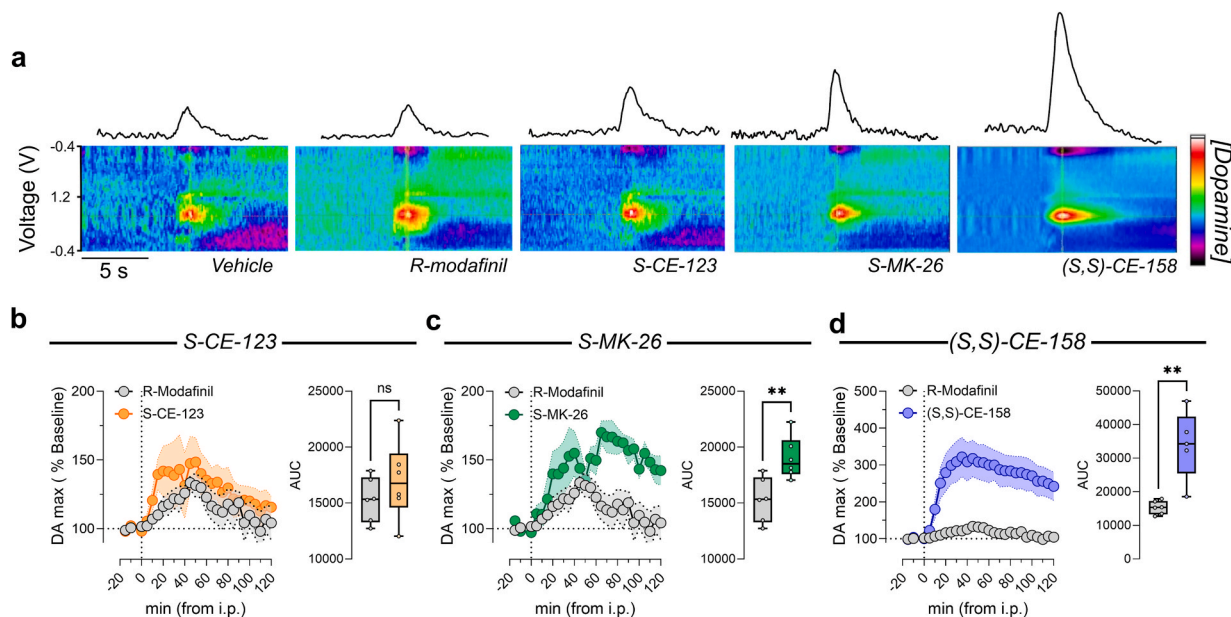 a
-0.4
1.2
-0.4
Voltage (V)
5 s
Vehicle
R-modafinil
S-CE-123
S-MK-26
(S,S)-CE-158
[Dopamine]
b
S-CE-123
200
150
100
DA max ( % Baseline)
R-Modafinil
S-CE-123
-20
0
20
40
60
80
100
120
min (from i.p.)
25000
20000
15000
10000
AUC
ns
c
S-MK-26
200
150
100
DA max ( % Baseline)
R-Modafinil
S-MK-26
-20
0
20
40
60
80
100
120
min (from i.p.)
25000
20000
15000
10000
AUC
**
d
(S,S)-CE-158
500
400
300
200
100
DA max ( % Baseline)
R-Modafinil
(S,S)-CE-158
-20
0
20
40
60
80
100
120
min (from i.p.)
50000
40000
30000
20000
10000
0
AUC
**